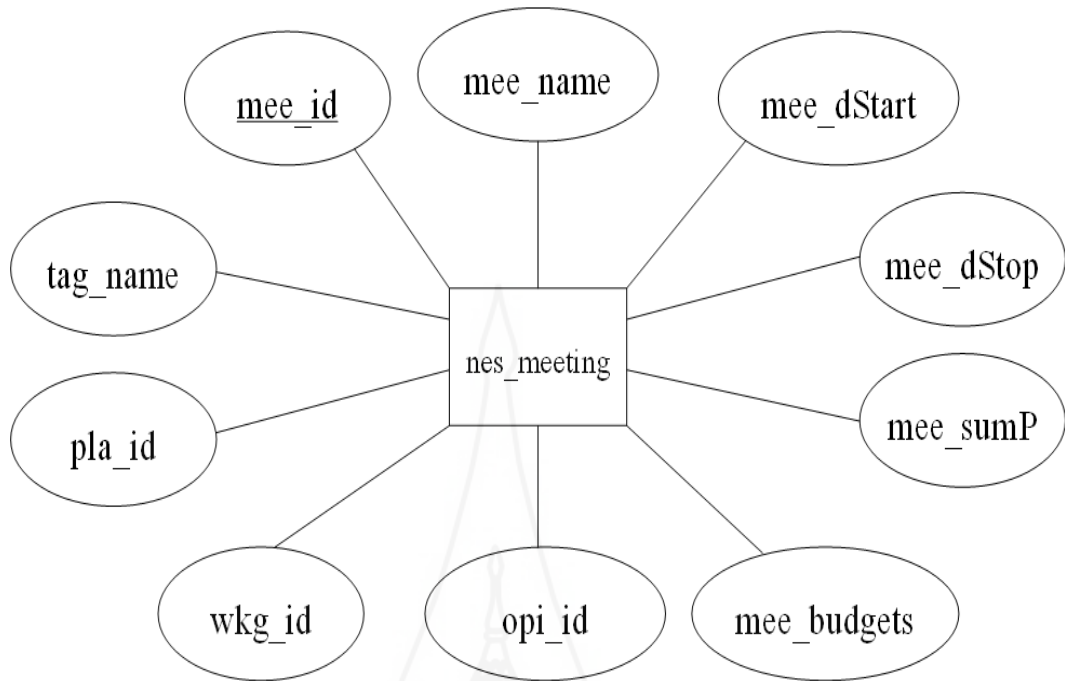 mee_name
mee_id
mee_dStart
tag_name
mee_dStop
nes_meeting
pla_id
mee_sumP
wkg_id
opi_id
mee_budgets